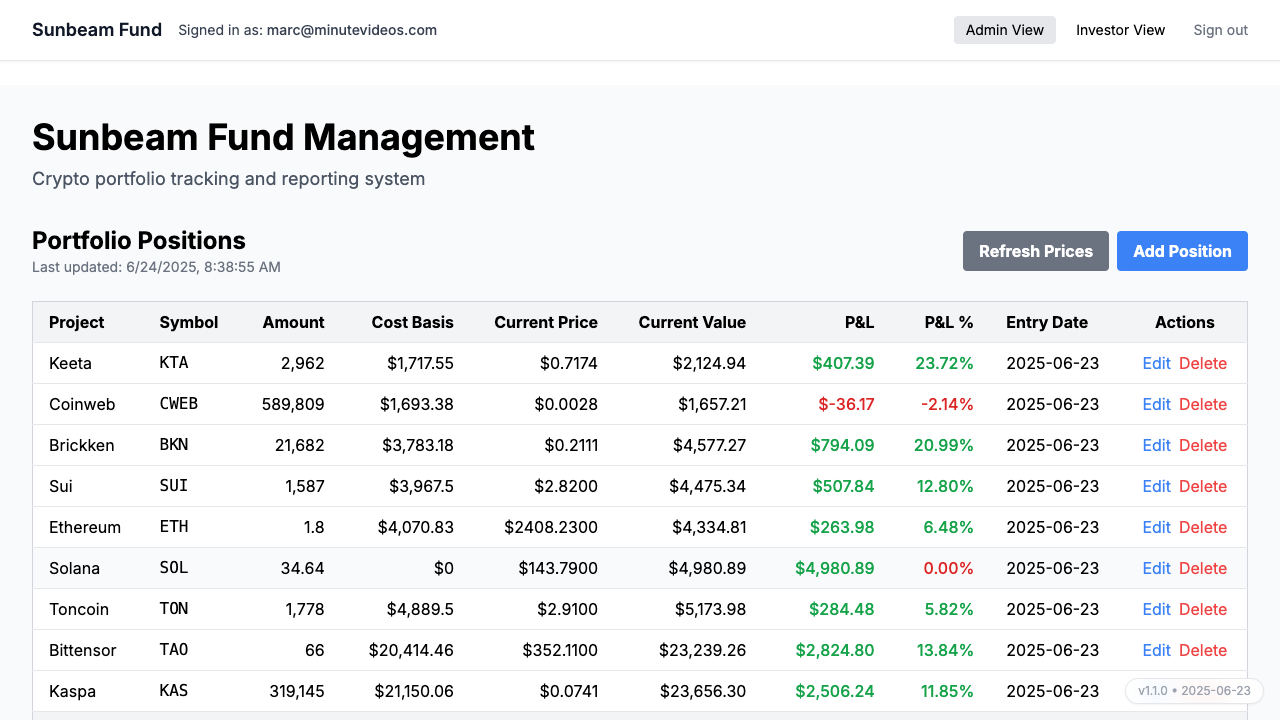 Sunbeam Fund Signed in as: marc@minutevideos.com Admin View Investor View Sign out
Sunbeam Fund Management
Crypto portfolio tracking and reporting system
Portfolio Positions
Last updated: 6/24/2025, 8:38:55 AM
Refresh Prices Add Position
Project Symbol Amount Cost Basis Current Price Current Value P&L P&L % Entry Date Actions
Keeta KTA 2,962 $1,717.55 $0.7174 $2,124.94 $407.39 23.72% 2025-06-23 Edit Delete
Coinweb CWEB 589,809 $1,693.38 $0.0028 $1,657.21 $-36.17 -2.14% 2025-06-23 Edit Delete
Brickken BKN 21,682 $3,783.18 $0.2111 $4,577.27 $794.09 20.99% 2025-06-23 Edit Delete
Sui SUI 1,587 $3,967.5 $2.8200 $4,475.34 $507.84 12.80% 2025-06-23 Edit Delete
Ethereum ETH 1.8 $4,070.83 $2408.2300 $4,334.81 $263.98 6.48% 2025-06-23 Edit Delete
Solana SOL 34.64 $0 $143.7900 $4,980.89 $4,980.89 0.00% 2025-06-23 Edit Delete
Toncoin TON 1,778 $4,889.5 $2.9100 $5,173.98 $284.48 5.82% 2025-06-23 Edit Delete
Bittensor TAO 66 $20,414.46 $352.1100 $23,239.26 $2,824.80 13.84% 2025-06-23 Edit Delete
Kaspa KAS 319,145 $21,150.06 $0.0741 $23,656.30 $2,506.24 11.85% 2025-06-23
v1.1.0 • 2025-06-23